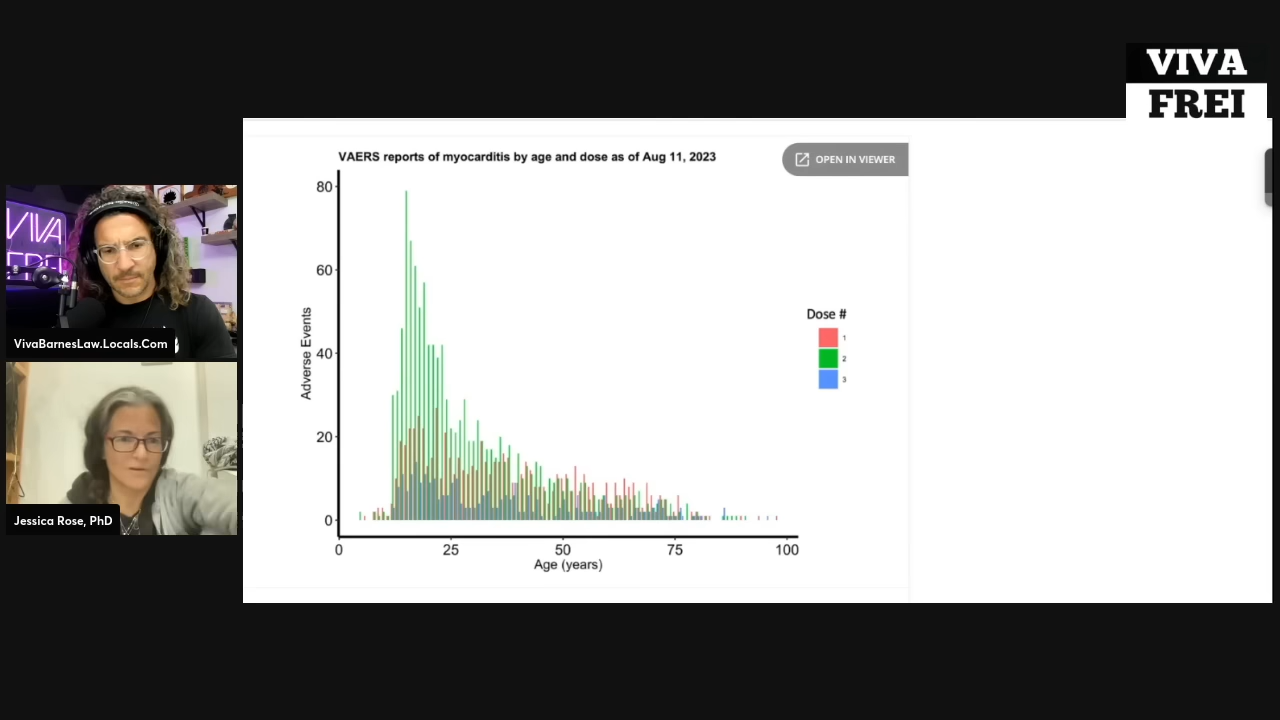 VIVA
FREI
VAERS reports of myocarditis by age and dose as of Aug 11, 2023
OPEN IN VIEWER
80
60
40
20
0
Adverse Events
0
25
50
75
100
Age (years)
Dose #
1
2
3
VIVA
FREI
VivaBarnesLaw.Locals.Com
Jessica Rose, PhD